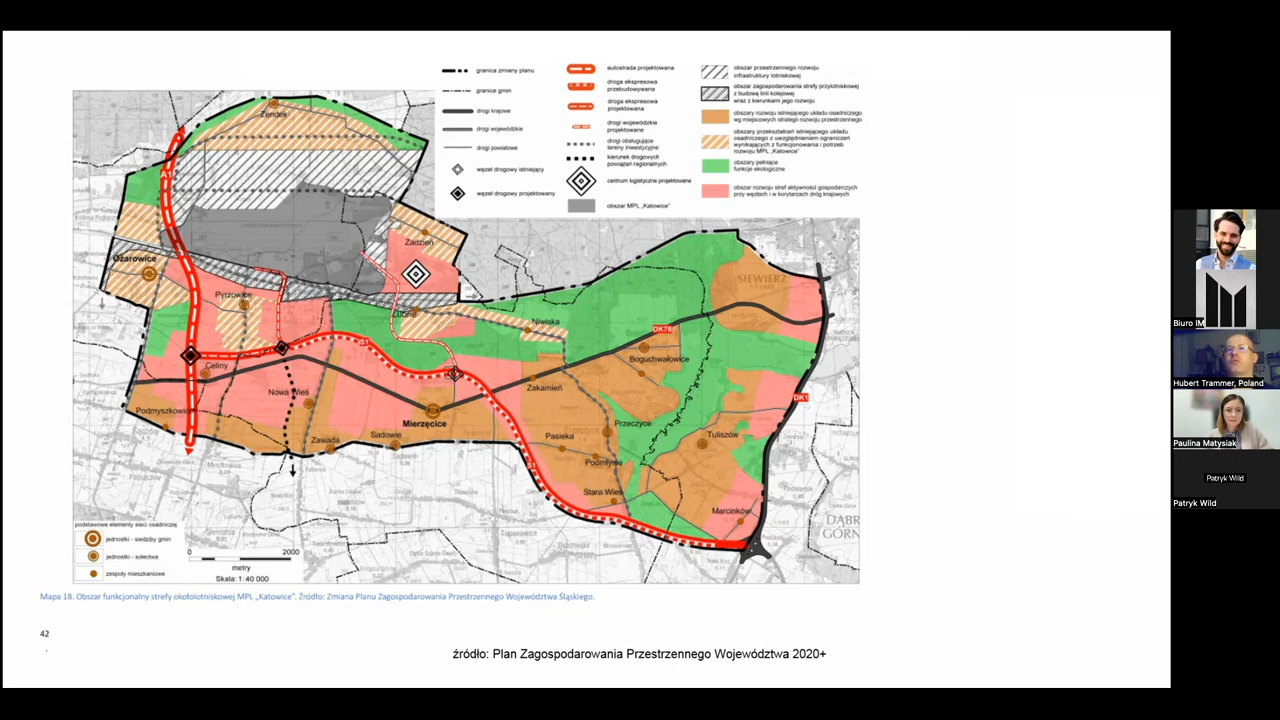 granica zmiany planu
granice gmin
drogi krajowe
drogi wojewódzkie
drogi powiatowe
węzeł drogowy istniejący
węzeł drogowy projektowany
autostrada projektowana
droga ekspresowa
przebudowywana
droga ekspresowa
projektowana
drogi wojewódzkie
projektowane
drogi obsługujące
tereny inwestycyjne
kierunek drogowych
powiązań regionalnych
centrum logistyczne projektowane
obszar MPL „Katowice"
obszar przestrzennego rozwoju
infrastruktury lotniskowej
obszar zagospodarowania strefy przylotniskowej
z budową linii kolejowej
wraz z kierunkami jego rozwoju
obszary rozwoju istniejącego układu osadniczego
wg miejscowych strategii rozwoju przestrzennego
obszary przekształceń istniejącego układu
osadniczego z uwzględnieniem ograniczeń
wynikających z funkcjonowania i potrzeb
rozwoju MPL „Katowice"
obszary pełniące
funkcje ekologiczne
obszar rozwoju stref aktywności gospodarczych
przy węzłach i w korytarzach dróg krajowych
Zendek
A1
Zadzień
Ożarowice
SIEWIERZ
Pyrzowice
Niwiska
DK78
S1
Boguchwałowice
Celiny
Zakamień
Nowa Wieś
DK1
Podmyszkowice
Mierzęcice
Przeczyce
Sadowie
Pasieka
Tuliszów
Zawada
Podmłynie
S1
Stara Wieś
Marcinków
podstawowe elementy sieci osadniczej
jednostki - siedziby gmin
jednostki - sołectwa
zespoły mieszkaniowe
0 2000
metry
Skala: 1:40 000
Mapa 18. Obszar funkcjonalny strefy okołolotniskowej MPL „Katowice". Źródło: Zmiana Planu Zagospodarowania Przestrzennego Województwa Śląskiego.
42
źródło: Plan Zagospodarowania Przestrzennego Województwa 2020+
Biuro IM
Hubert Trammer, Poland
Paulina Matysiak
Patryk Wild
Patryk Wild